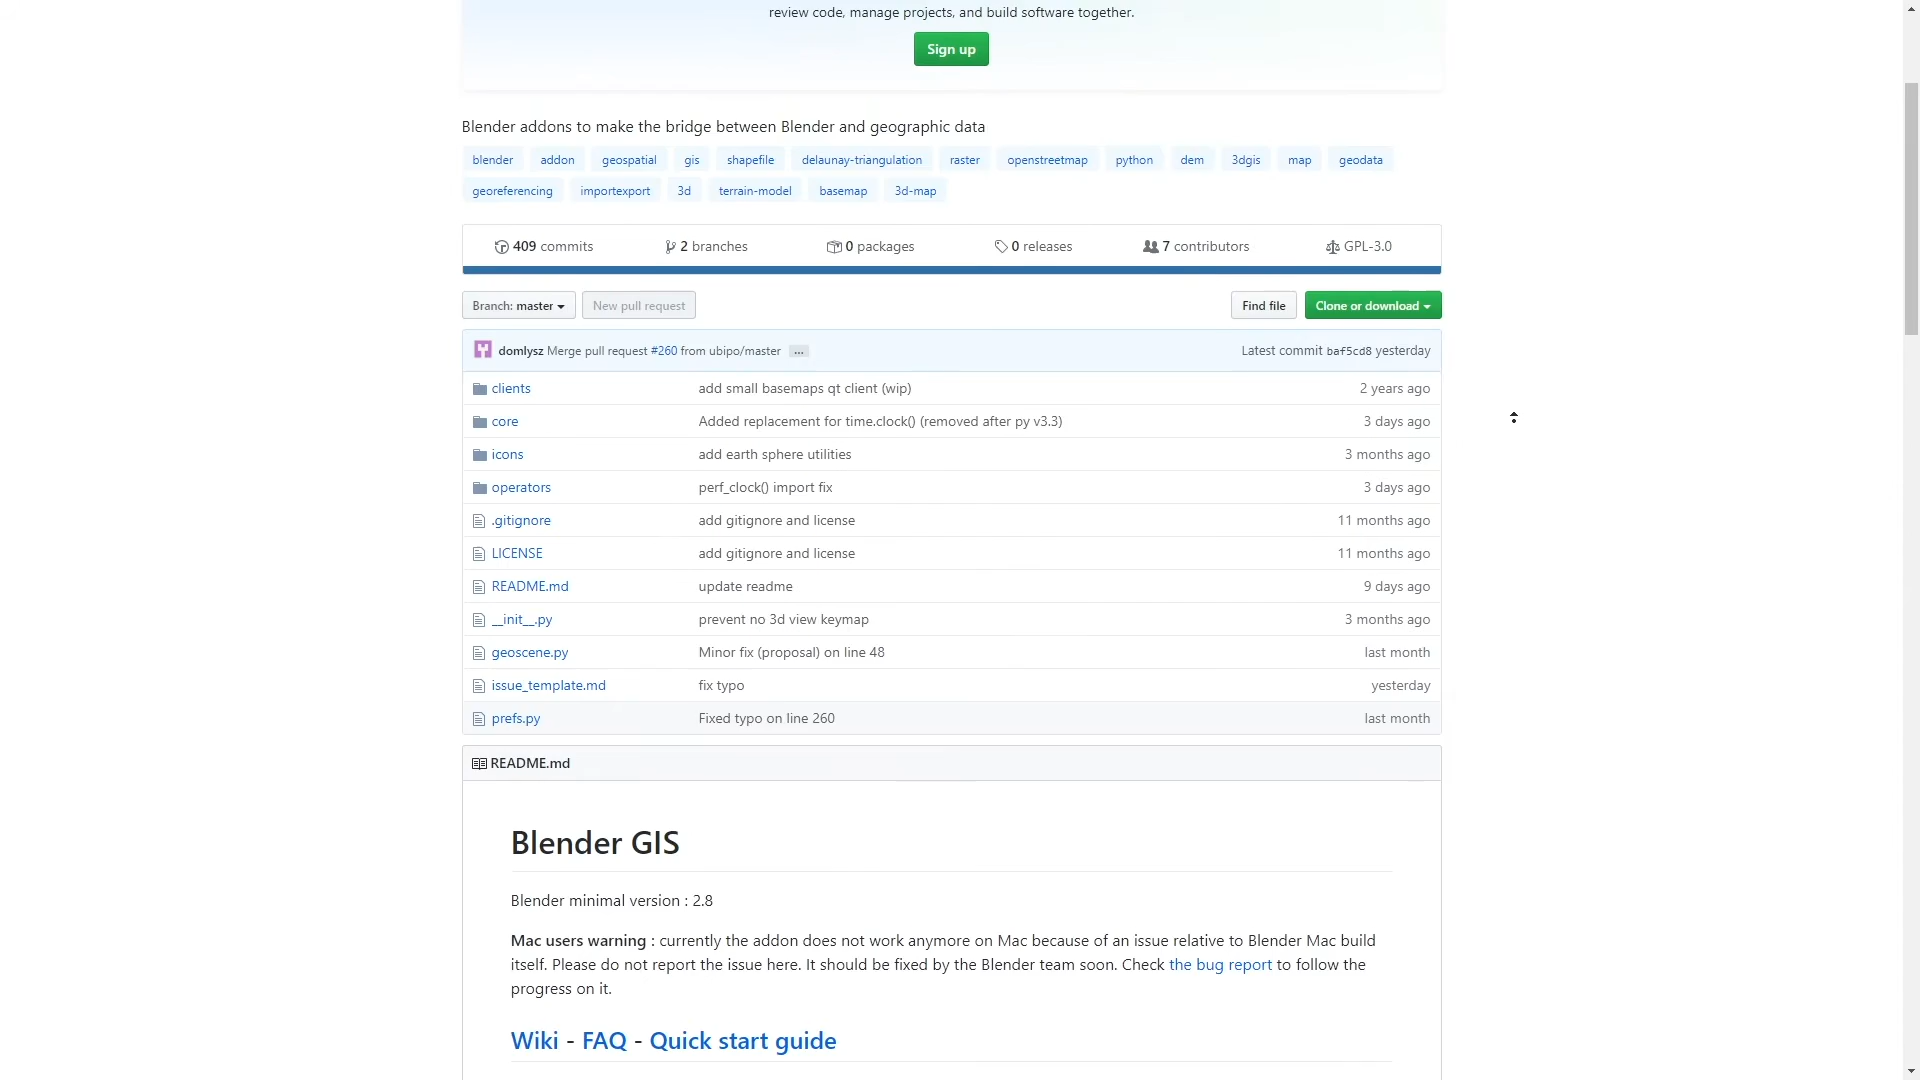 review code, manage projects, and build software together.
Sign up
Blender addons to make the bridge between Blender and geographic data
blender addon geospatial gis shapefile delaunay-triangulation raster openstreetmap python dem 3dgis map geodata
georeferencing importexport 3d terrain-model basemap 3d-map
409 commits 2 branches 0 packages 0 releases 7 contributors GPL-3.0
Branch: master New pull request Find file Clone or download
domlysz Merge pull request #260 from ubipo/master ... Latest commit baf5cd8 yesterday
clients add small basemaps qt client (wip) 2 years ago
core Added replacement for time.clock() (removed after py v3.3) 3 days ago
icons add earth sphere utilities 3 months ago
operators perf_clock() import fix 3 days ago
.gitignore add gitignore and license 11 months ago
LICENSE add gitignore and license 11 months ago
README.md update readme 9 days ago
__init__.py prevent no 3d view keymap 3 months ago
geoscene.py Minor fix (proposal) on line 48 last month
issue_template.md fix typo yesterday
prefs.py Fixed typo on line 260 last month
README.md
Blender GIS
Blender minimal version : 2.8
Mac users warning : currently the addon does not work anymore on Mac because of an issue relative to Blender Mac build
itself. Please do not report the issue here. It should be fixed by the Blender team soon. Check the bug report to follow the
progress on it.
Wiki - FAQ - Quick start guide